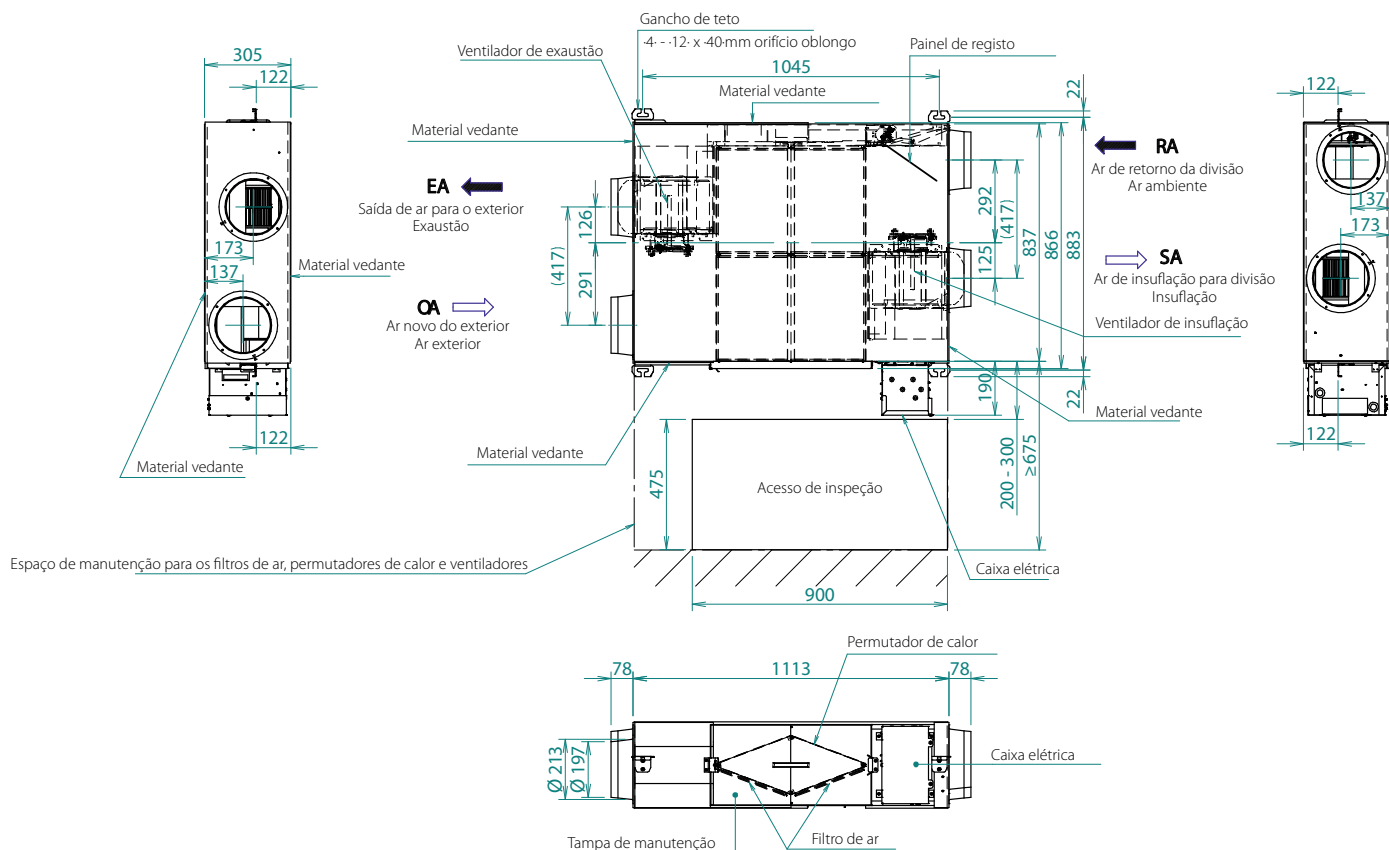 Gancho de teto
·4· - ·12· x ·40·mm orifício oblongo
Ventilador de exaustão
Painel de registo
305
122
1045
Material vedante
22
122
Material vedante
RA
Ar de retorno da divisão
Ar ambiente
EA
Saída de ar para o exterior
Exaustão
126
292
(417)
837
866
883
137
173
173
137
Material vedante
(417)
291
125
SA
Ar de insuflação para divisão
Insuflação
OA
Ar novo do exterior
Ar exterior
Ventilador de insuflação
190
22
Material vedante
122
122
Material vedante
Material vedante
475
Acesso de inspeção
200 - 300
≥675
Espaço de manutenção para os filtros de ar, permutadores de calor e ventiladores
Caixa elétrica
900
Permutador de calor
78
1113
78
Ø 213
Ø 197
Caixa elétrica
Tampa de manutenção
Filtro de ar